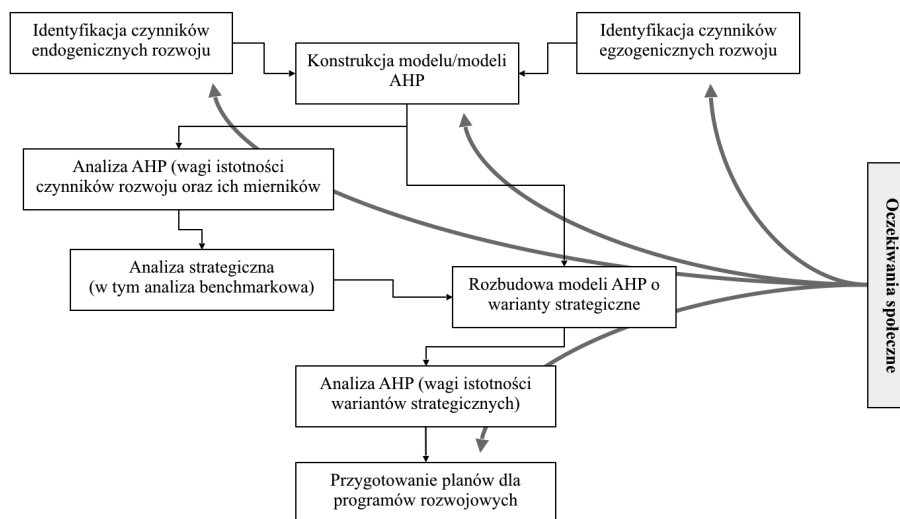 Identyfikacja czynników
endogenicznych rozwoju
Konstrukcja modelu/modeli
AHP
Identyfikacja czynników
egzogenicznych rozwoju
Analiza AHP (wagi istotności
czynników rozwoju oraz ich mierników
Analiza strategiczna
(w tym analiza benchmarkowa)
Rozbudowa modeli AHP o
warianty strategiczne
Analiza AHP (wagi istotności
wariantów strategicznych)
Przygotowanie planów dla
programów rozwojowych
Oczekiwania społeczne